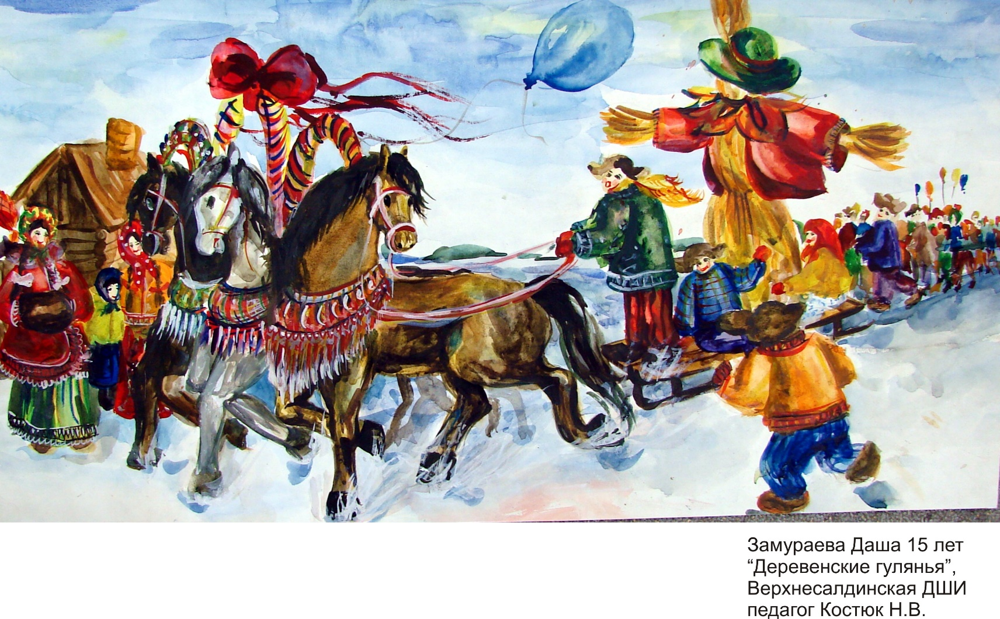 Замураева Даша 15 лет
“Деревенские гулянья”,
Верхнесалдинская ДШИ
педагог Костюк Н.В.